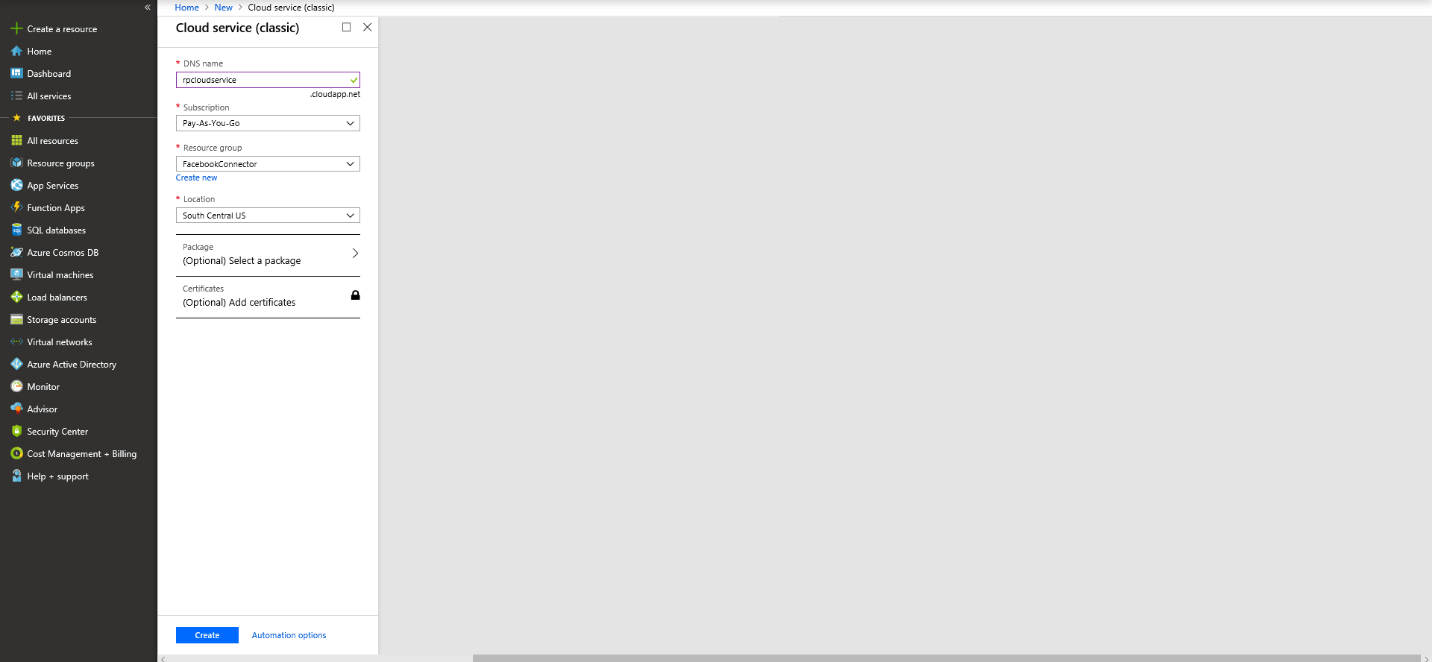 «
Home > New > Cloud service (classic)
Create a resource
Home
Dashboard
All services
FAVORITES
All resources
Resource groups
App Services
Function Apps
SQL databases
Azure Cosmos DB
Virtual machines
Load balancers
Storage accounts
Virtual networks
Azure Active Directory
Monitor
Advisor
Security Center
Cost Management + Billing
Help + support
Cloud service (classic)
* DNS name
rpcloudservice
.cloudapp.net
* Subscription
Pay-As-You-Go
* Resource group
FacebookConnector
Create new
* Location
South Central US
Package
(Optional) Select a package
Certificates
(Optional) Add certificates
Create
Automation options